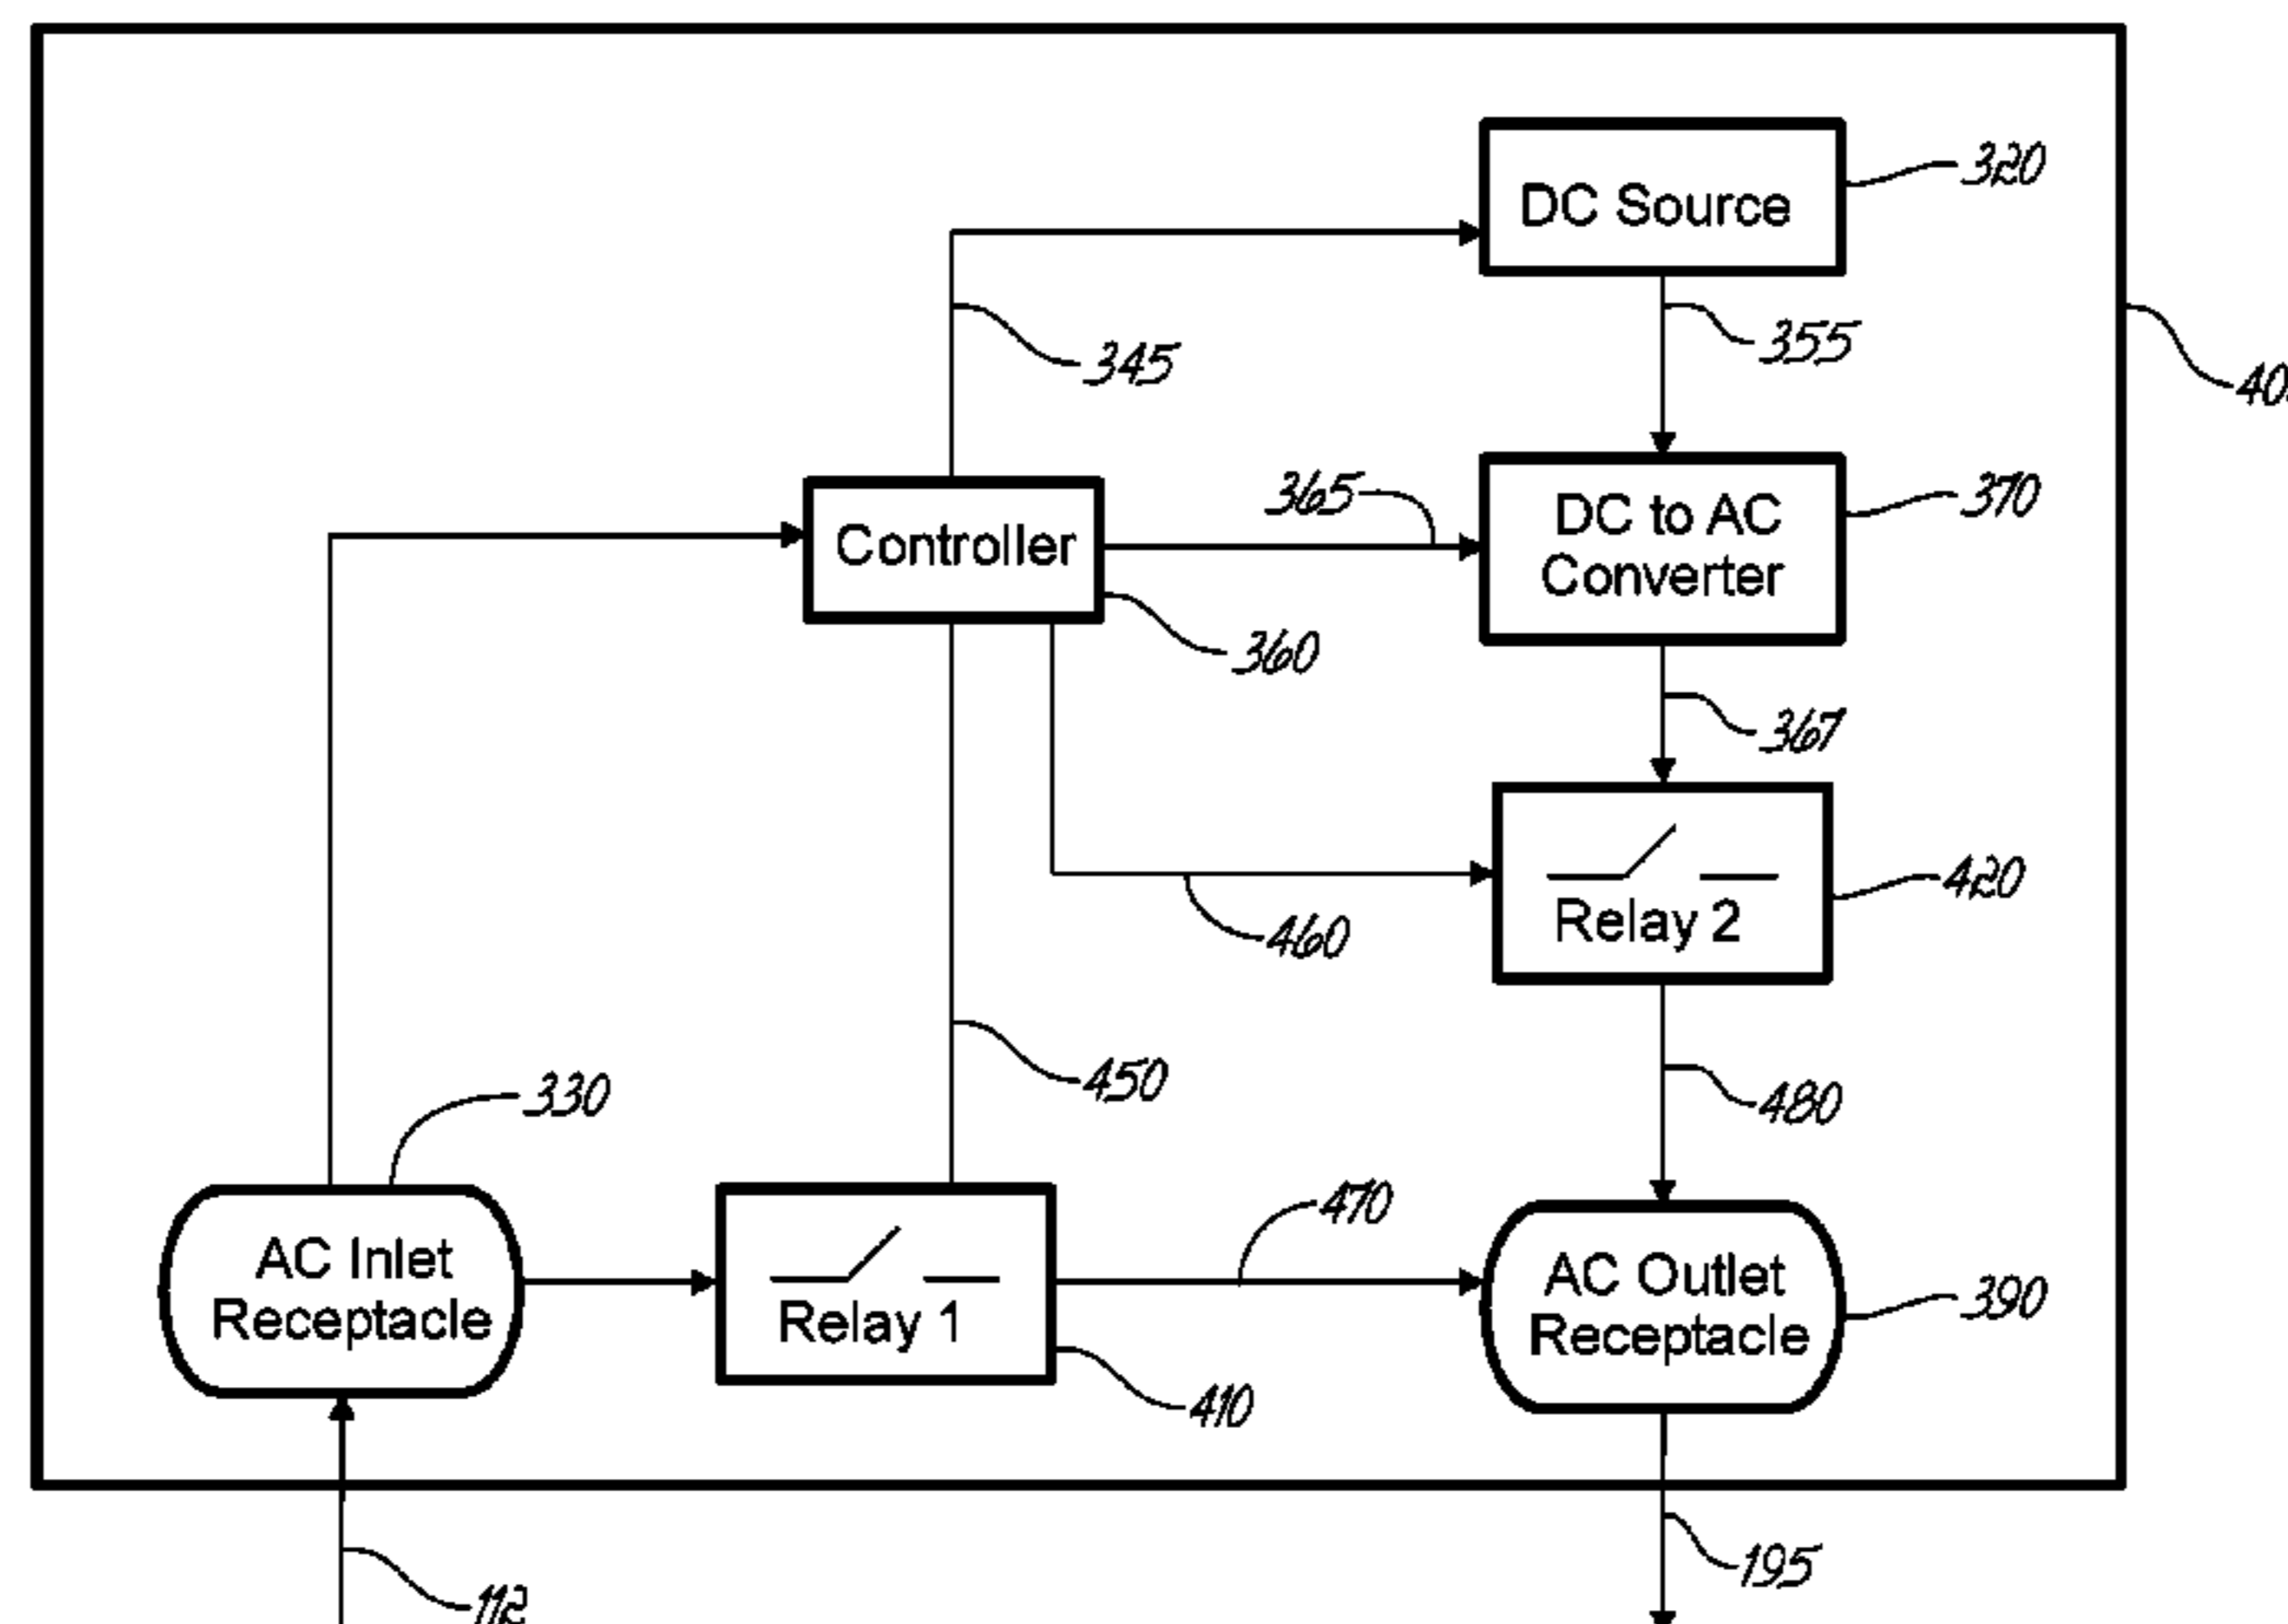 DC Source
320
355
345
Controller
360
365
DC to AC
Converter
370
367
Relay 2
420
460
450
480
330
AC Inlet
Receptacle
Relay 1
410
470
AC Outlet
Receptacle
390
195
112